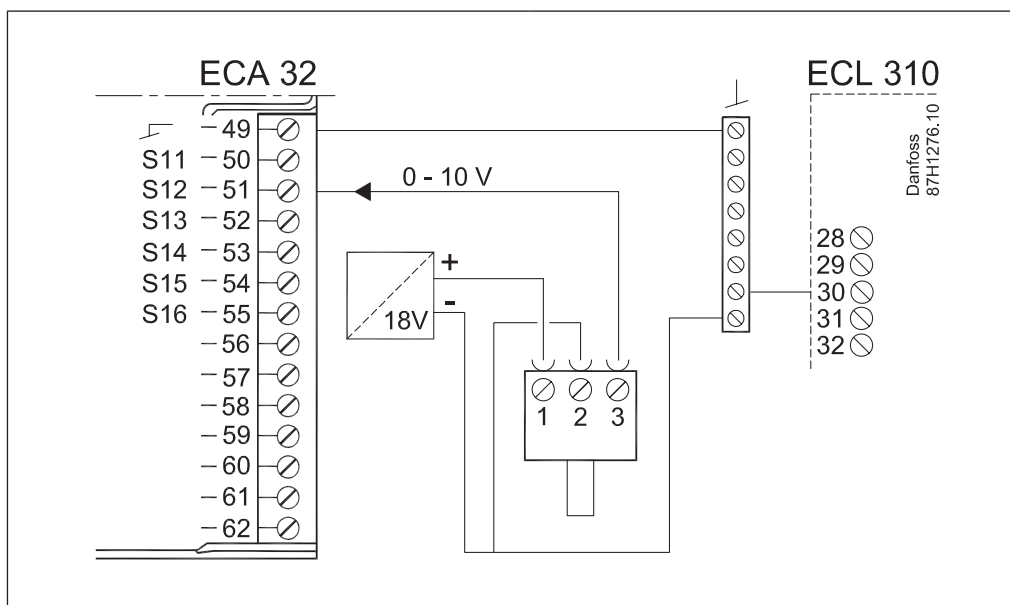 ECA 32
ECL 310
49
S11 50
S12 51
S13 52
S14 53
S15 54
S16 55
56
57
58
59
60
61
62
0 - 10 V
+
-
18V
1 2 3
Danfoss
87H1276.10
28
29
30
31
32